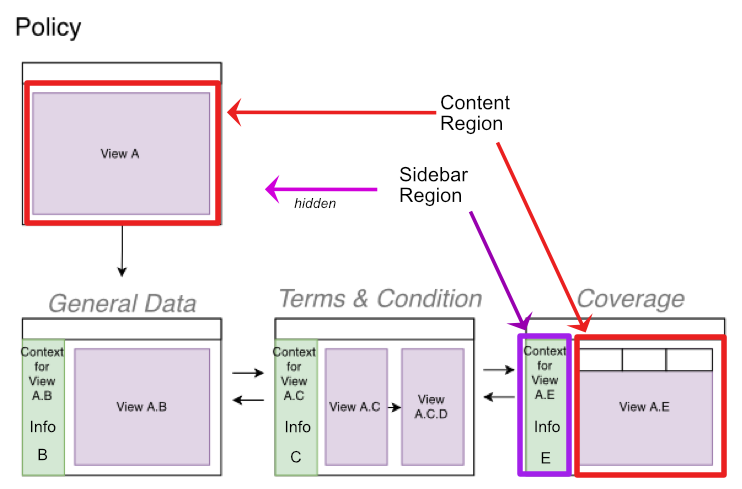 Policy
Content
Region
View A
Sidebar
Region
hidden
General Data
Terms & Condition
Coverage
Context
for
View
A.B
Info
B
View A.B
Context
for
View
A.C
Info
C
View A.C
View
A.C.D
Context
for
View
A.E
Info
E
View A.E